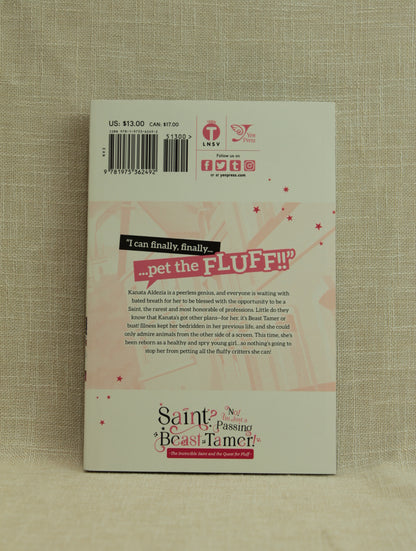 US: $13.00 CAN: $17.00
ISBN 978-1-9753-6249-2
51300>
9 781975 362492
T
LNSV
Yen
Press
Follow us on
or at yenpress.com
"I can finally, finally...
...pet the FLUFF!!"
Kanata Aldezia is a peerless genius, and everyone is waiting with
bated breath for her to be blessed with the opportunity to be a
Saint, the rarest and most honorable of professions. Little do they
know that Kanata's got other plans—for her, it's Beast Tamer or
bust! Illness kept her bedridden in her previous life, and she could
only admire animals from the other side of a screen. This time, she's
been reborn as a healthy and spry young girl...so nothing's going to
stop her from petting all the fluffy critters she can!
Saint? No!
I'm Just a
Passing
Beast Tamer!
The Invincible Saint and the Quest for Fluff